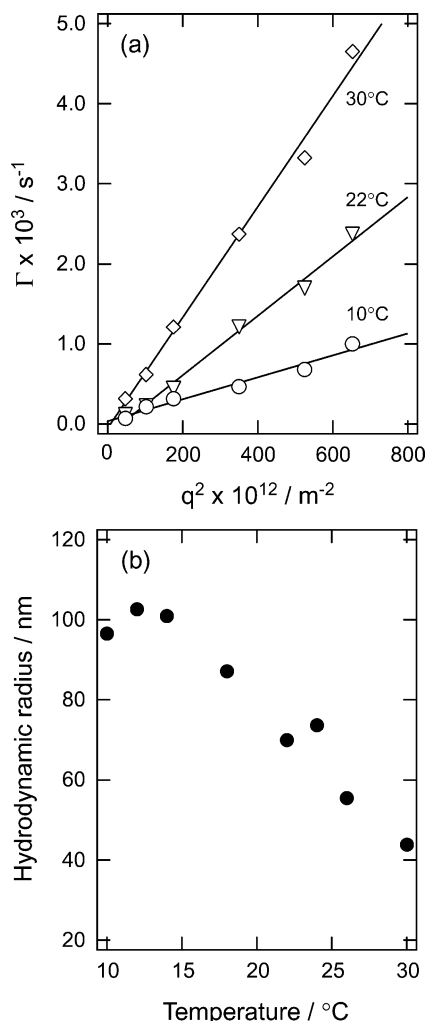 (a)
5.0
4.0
3.0
2.0
1.0
0.0
Γ x 10³ / s⁻¹
30°C
22°C
10°C
0 200 400 600 800
q² x 10¹² / m⁻²
(b)
120
100
80
60
40
20
Hydrodynamic radius / nm
10 15 20 25 30
Temperature / °C